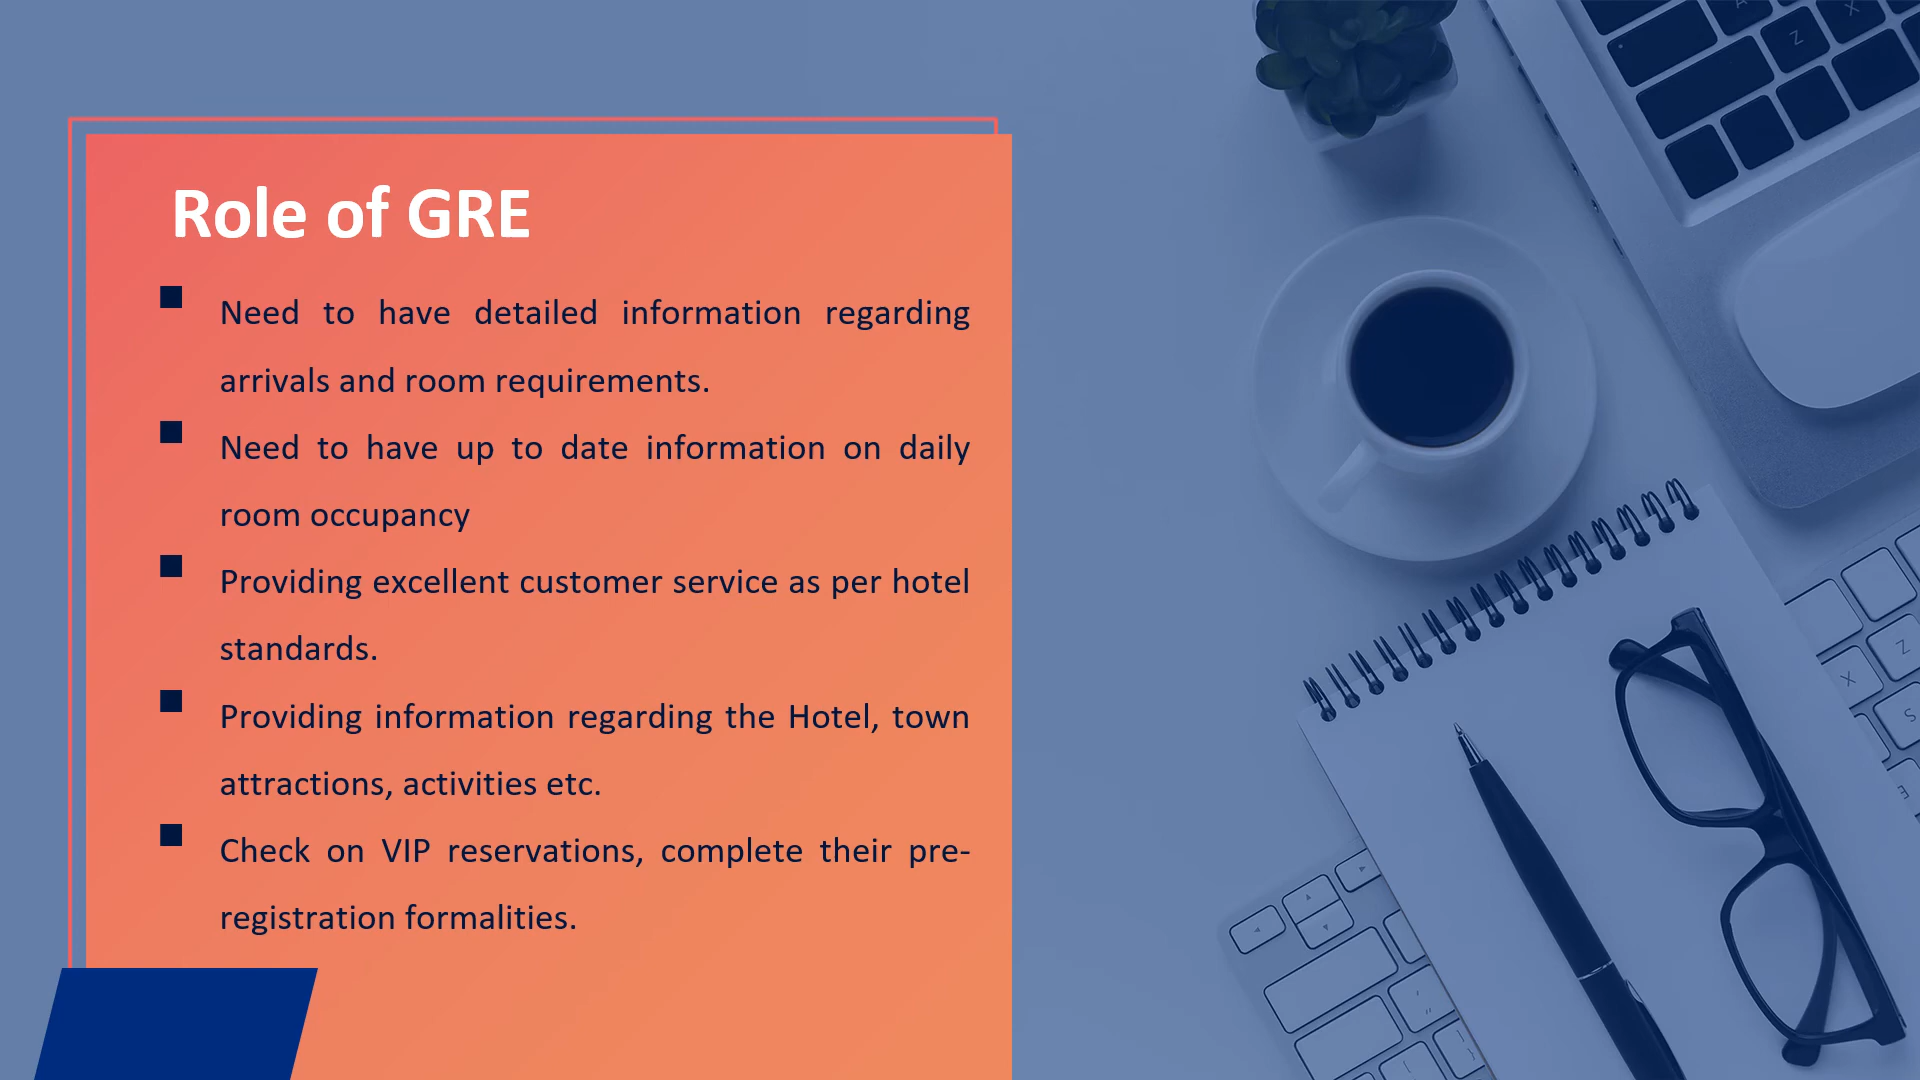 Role of GRE
Need to have detailed information regarding
arrivals and room requirements.
Need to have up to date information on daily
room occupancy
Providing excellent customer service as per hotel
standards.
Providing information regarding the Hotel, town
attractions, activities etc.
Check on VIP reservations, complete their pre-
registration formalities.
A
Z
X
Z
X
S